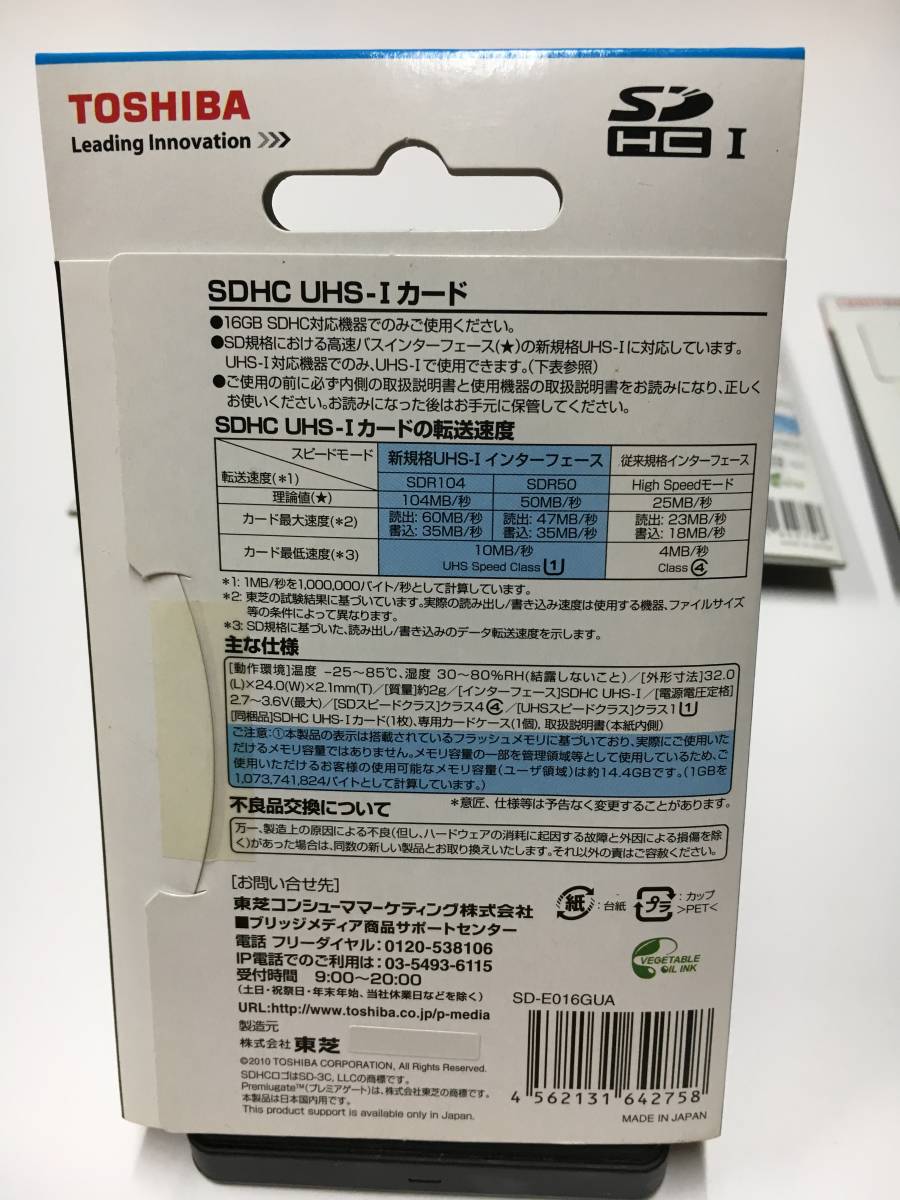 TOSHIBA
Leading Innovation >>>
SD
HC I
SDHC UHS-I カード
●16GB SDHC対応機器でのみご使用ください。
●SD規格における高速バスインターフェース(★)の新規格UHS-Iに対応しています。
UHS-I 対応機器でのみ、UHS-I で使用できます。(下表参照)
●ご使用の前に必ず内側の取扱説明書と使用機器の取扱説明書をお読みになり、正しく
お使いください。お読みになった後はお手元に保管してください。
SDHC UHS-I カードの転送速度
スピードモード 新規格UHS-I インターフェース 従来規格インターフェース
転送速度(*1) SDR104 SDR50 High Speedモード
理論値(★) 104MB/秒 50MB/秒 25MB/秒
カード最大速度(*2) 読出: 60MB/秒 読出: 47MB/秒 読出: 23MB/秒
書込: 35MB/秒 書込: 35MB/秒 書込: 18MB/秒
カード最低速度(*3) 10MB/秒 4MB/秒
UHS Speed Class 1 Class 4
*1: 1MB/秒を1,000,000バイト/秒として計算しています。
*2: 東芝の試験結果に基づいています。実際の読み出し/書き込み速度は使用する機器、ファイルサイズ
等の条件によって異なります。
*3: SD規格に基づいた、読み出し/書き込みのデータ転送速度を示します。
主な仕様
[動作環境]温度 -25~85℃、湿度 30~80%RH(結露しないこと)/[外形寸法]32.0
(L)×24.0(W)×2.1mm(T)/[質量]約2g/[インターフェース]SDHC UHS-I/[電源電圧定格]
2.7~3.6V(最大)/[SDスピードクラス]クラス4 4/[UHSスピードクラス]クラス1 1
[同梱品]SDHC UHS-Iカード(1枚)、専用カードケース(1個)、取扱説明書(本紙内側)
ご注意:①本製品の表示は搭載されているフラッシュメモリに基づいており、実際にご使用いた
だけるメモリ容量ではありません。メモリ容量の一部を管理領域等として使用しているため、ご
使用いただけるお客様の使用可能なメモリ容量(ユーザ領域)は約14.4GBです。(1GBを
1,073,741,824バイトとして計算しています。)
*意匠、仕様等は予告なく変更することがあります。
不良品交換について
万一、製造上の原因による不良(但し、ハードウェアの消耗に起因する故障と外因による損傷を除
く)があった場合は、同数の新しい製品とお取り換えいたします。それ以外の責はご容赦ください。
[お問い合せ先]
東芝コンシューママーケティング株式会社
■ブリッジメディア商品サポートセンター
電話 フリーダイヤル:0120-538106
IP電話でのご利用は:03-5493-6115
受付時間 9:00~20:00
(土日・祝祭日・年末年始、当社休業日などを除く)
URL:http://www.toshiba.co.jp/p-media
製造元
株式会社 東芝
©2010 TOSHIBA CORPORATION, All Rights Reserved.
SDHCロゴはSD-3C, LLCの商標です。
Premiugate™(プレミアゲート)は、株式会社東芝の商標です。
本製品は日本国内用です。
This product support is available only in Japan.
紙 :台紙
プラ :カップ
>PET<
VEGETABLE
OIL INK
SD-E016GUA
4 562131 642758
MADE IN JAPAN